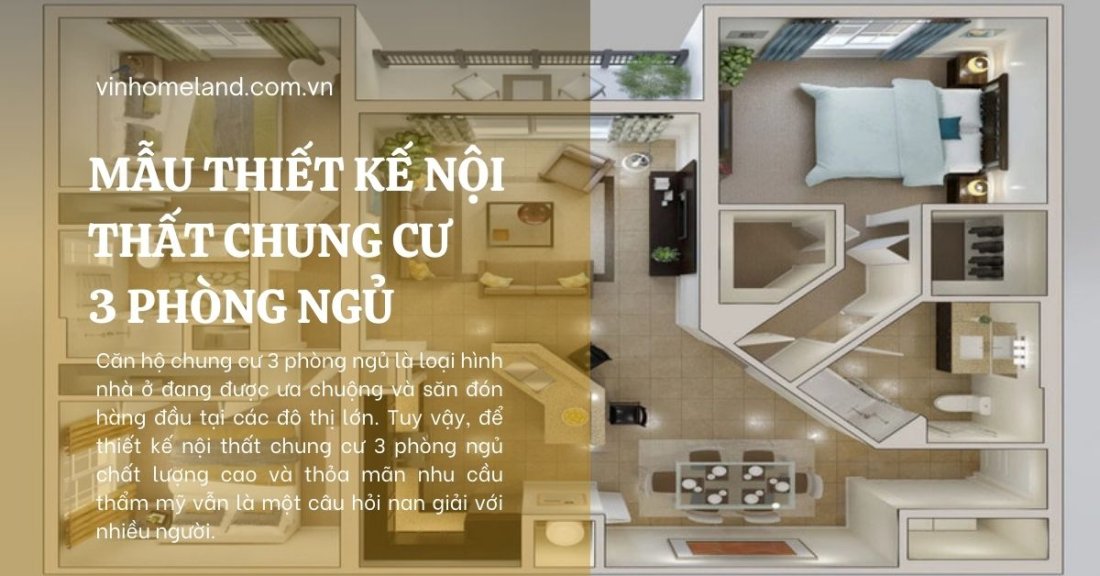 vinhomeland.com.vn
MẪU THIẾT KẾ NỘI
THẤT CHUNG CƯ
3 PHÒNG NGỦ
Căn hộ chung cư 3 phòng ngủ là loại hình
nhà ở đang được ưa chuộng và săn đón
hàng đầu tại các đô thị lớn. Tuy vậy, để
thiết kế nội thất chung cư 3 phòng ngủ
chất lượng cao và thỏa mãn nhu cầu
thẩm mỹ vẫn là một câu hỏi nan giải với
nhiều người.